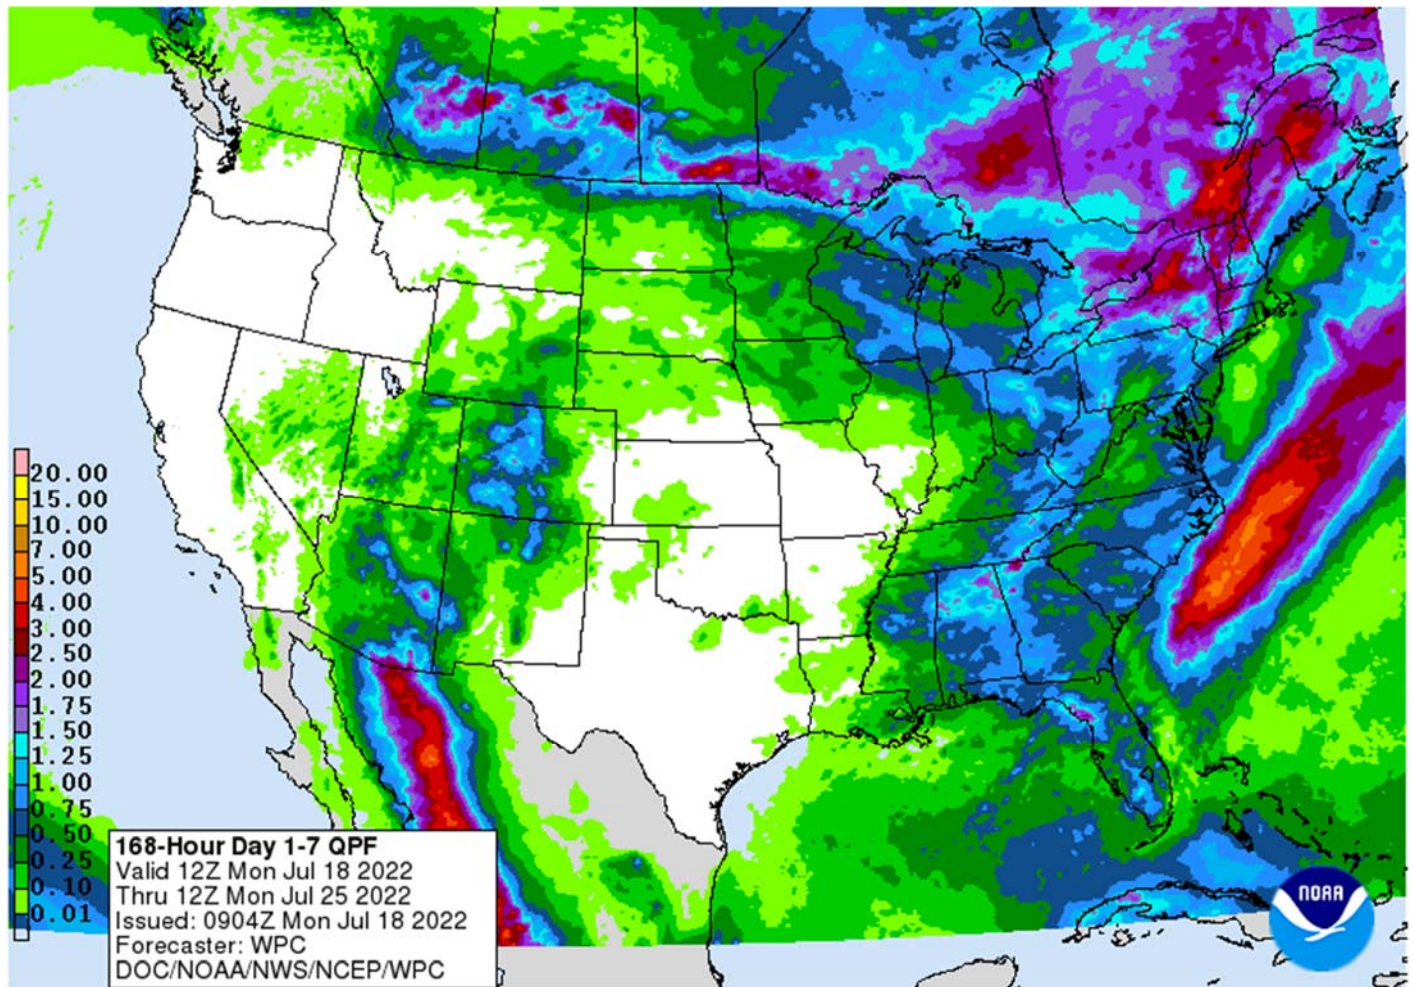 20.00
15.00
10.00
7.00
5.00
4.00
3.00
2.50
2.00
1.75
1.50
1.25
1.00
0.75
0.50
0.25
0.10
0.01
168-Hour Day 1-7 QPF
Valid 12Z Mon Jul 18 2022
Thru 12Z Mon Jul 25 2022
Issued: 0904Z Mon Jul 18 2022
Forecaster: WPC
DOC/NOAA/NWS/NCEP/WPC
NOAA